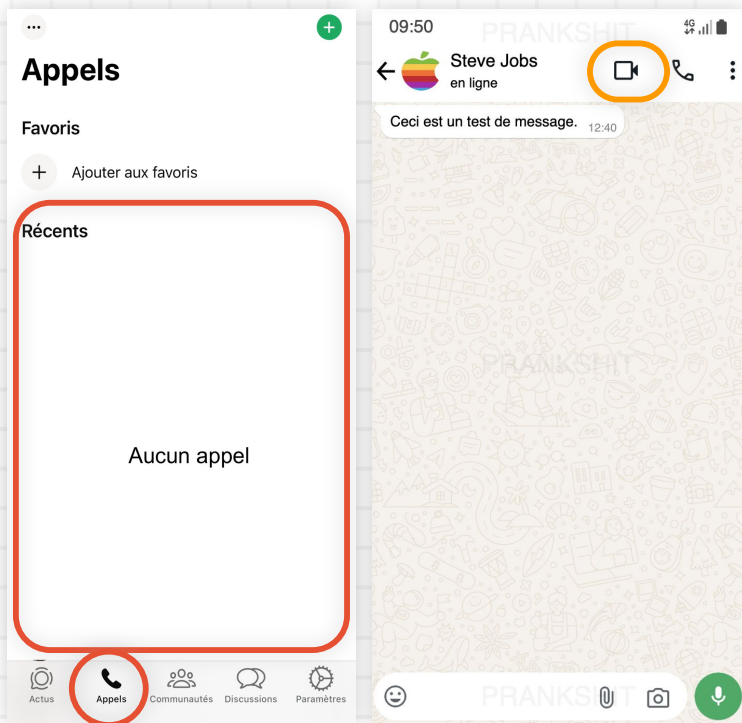 Appels
Favoris
Ajouter aux favoris
Récents
Aucun appel
Actus
Appels
Communautés
Discussions
Paramètres
09:50
PRANKSHIT
4G
Steve Jobs
en ligne
Ceci est un test de message. 12:40
PRANKSHIT
PRANKSHIT